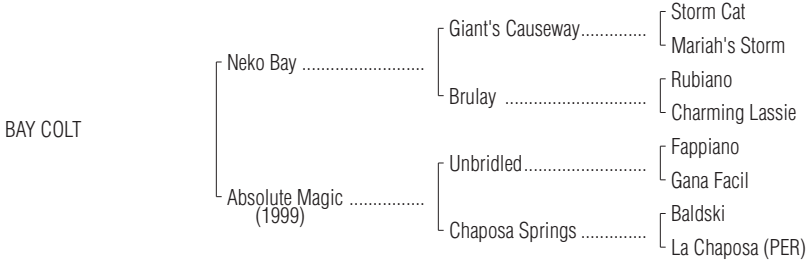 Storm Cat
Giant's Causeway..............
Mariah's Storm
Neko Bay ..........................
Rubiano
Brulay ..............................
Charming Lassie
BAY COLT
Fappiano
Unbridled..........................
Gana Facil
Absolute Magic ................
(1999)
Baldski
Chaposa Springs ..............
La Chaposa (PER)